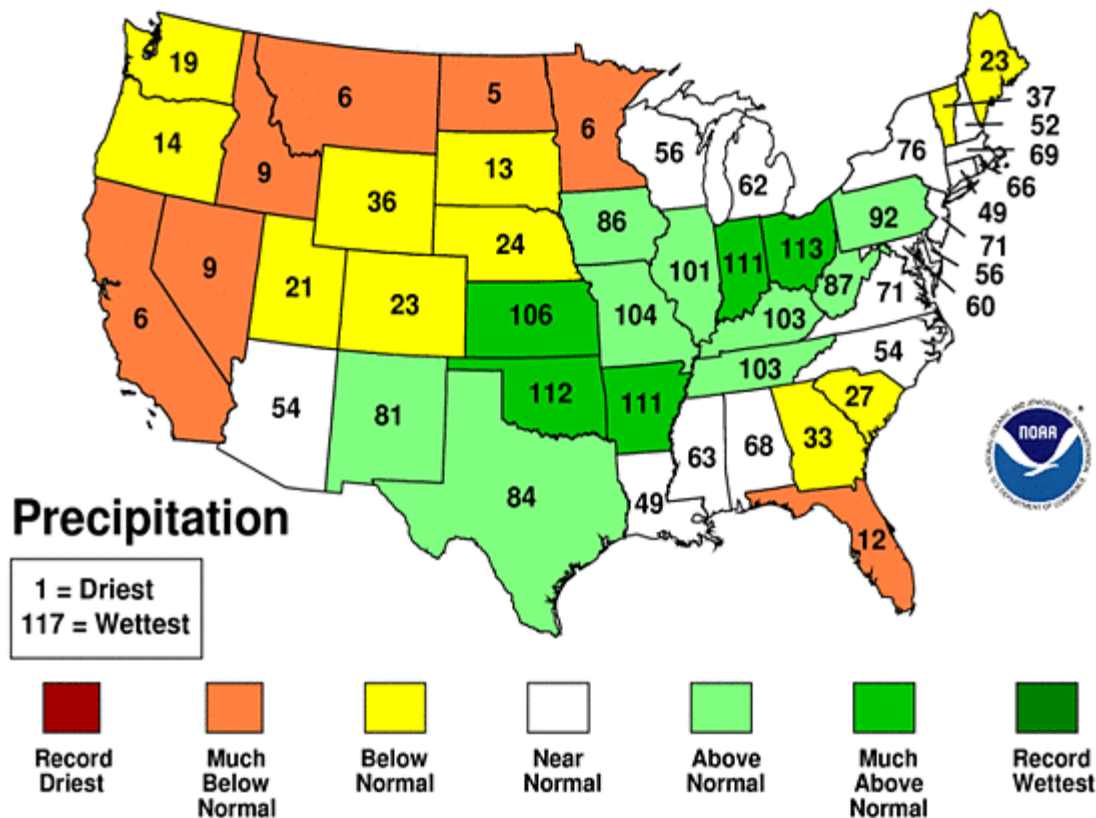 19
6
5
6
23
37
52
69
66
49
71
56
60
14
9
36
13
56
62
76
6
9
21
23
24
86
101
111
113
92
87
71
106
104
103
54
54
81
112
111
103
27
33
63
68
84
49
12
NOAA
Precipitation
1 = Driest
117 = Wettest
Record
Driest
Much
Below
Normal
Below
Normal
Near
Normal
Above
Normal
Much
Above
Normal
Record
Wettest